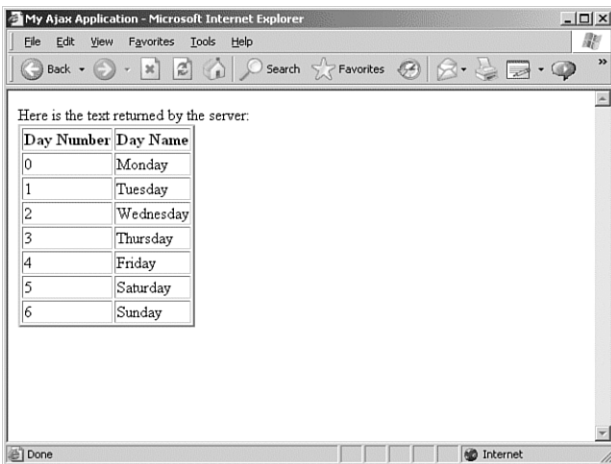 My Ajax Application - Microsoft Internet Explorer
File Edit View Favorites Tools Help
Back Search Favorites »
Here is the text returned by the server:
Day Number Day Name
0 Monday
1 Tuesday
2 Wednesday
3 Thursday
4 Friday
5 Saturday
6 Sunday
Done Internet